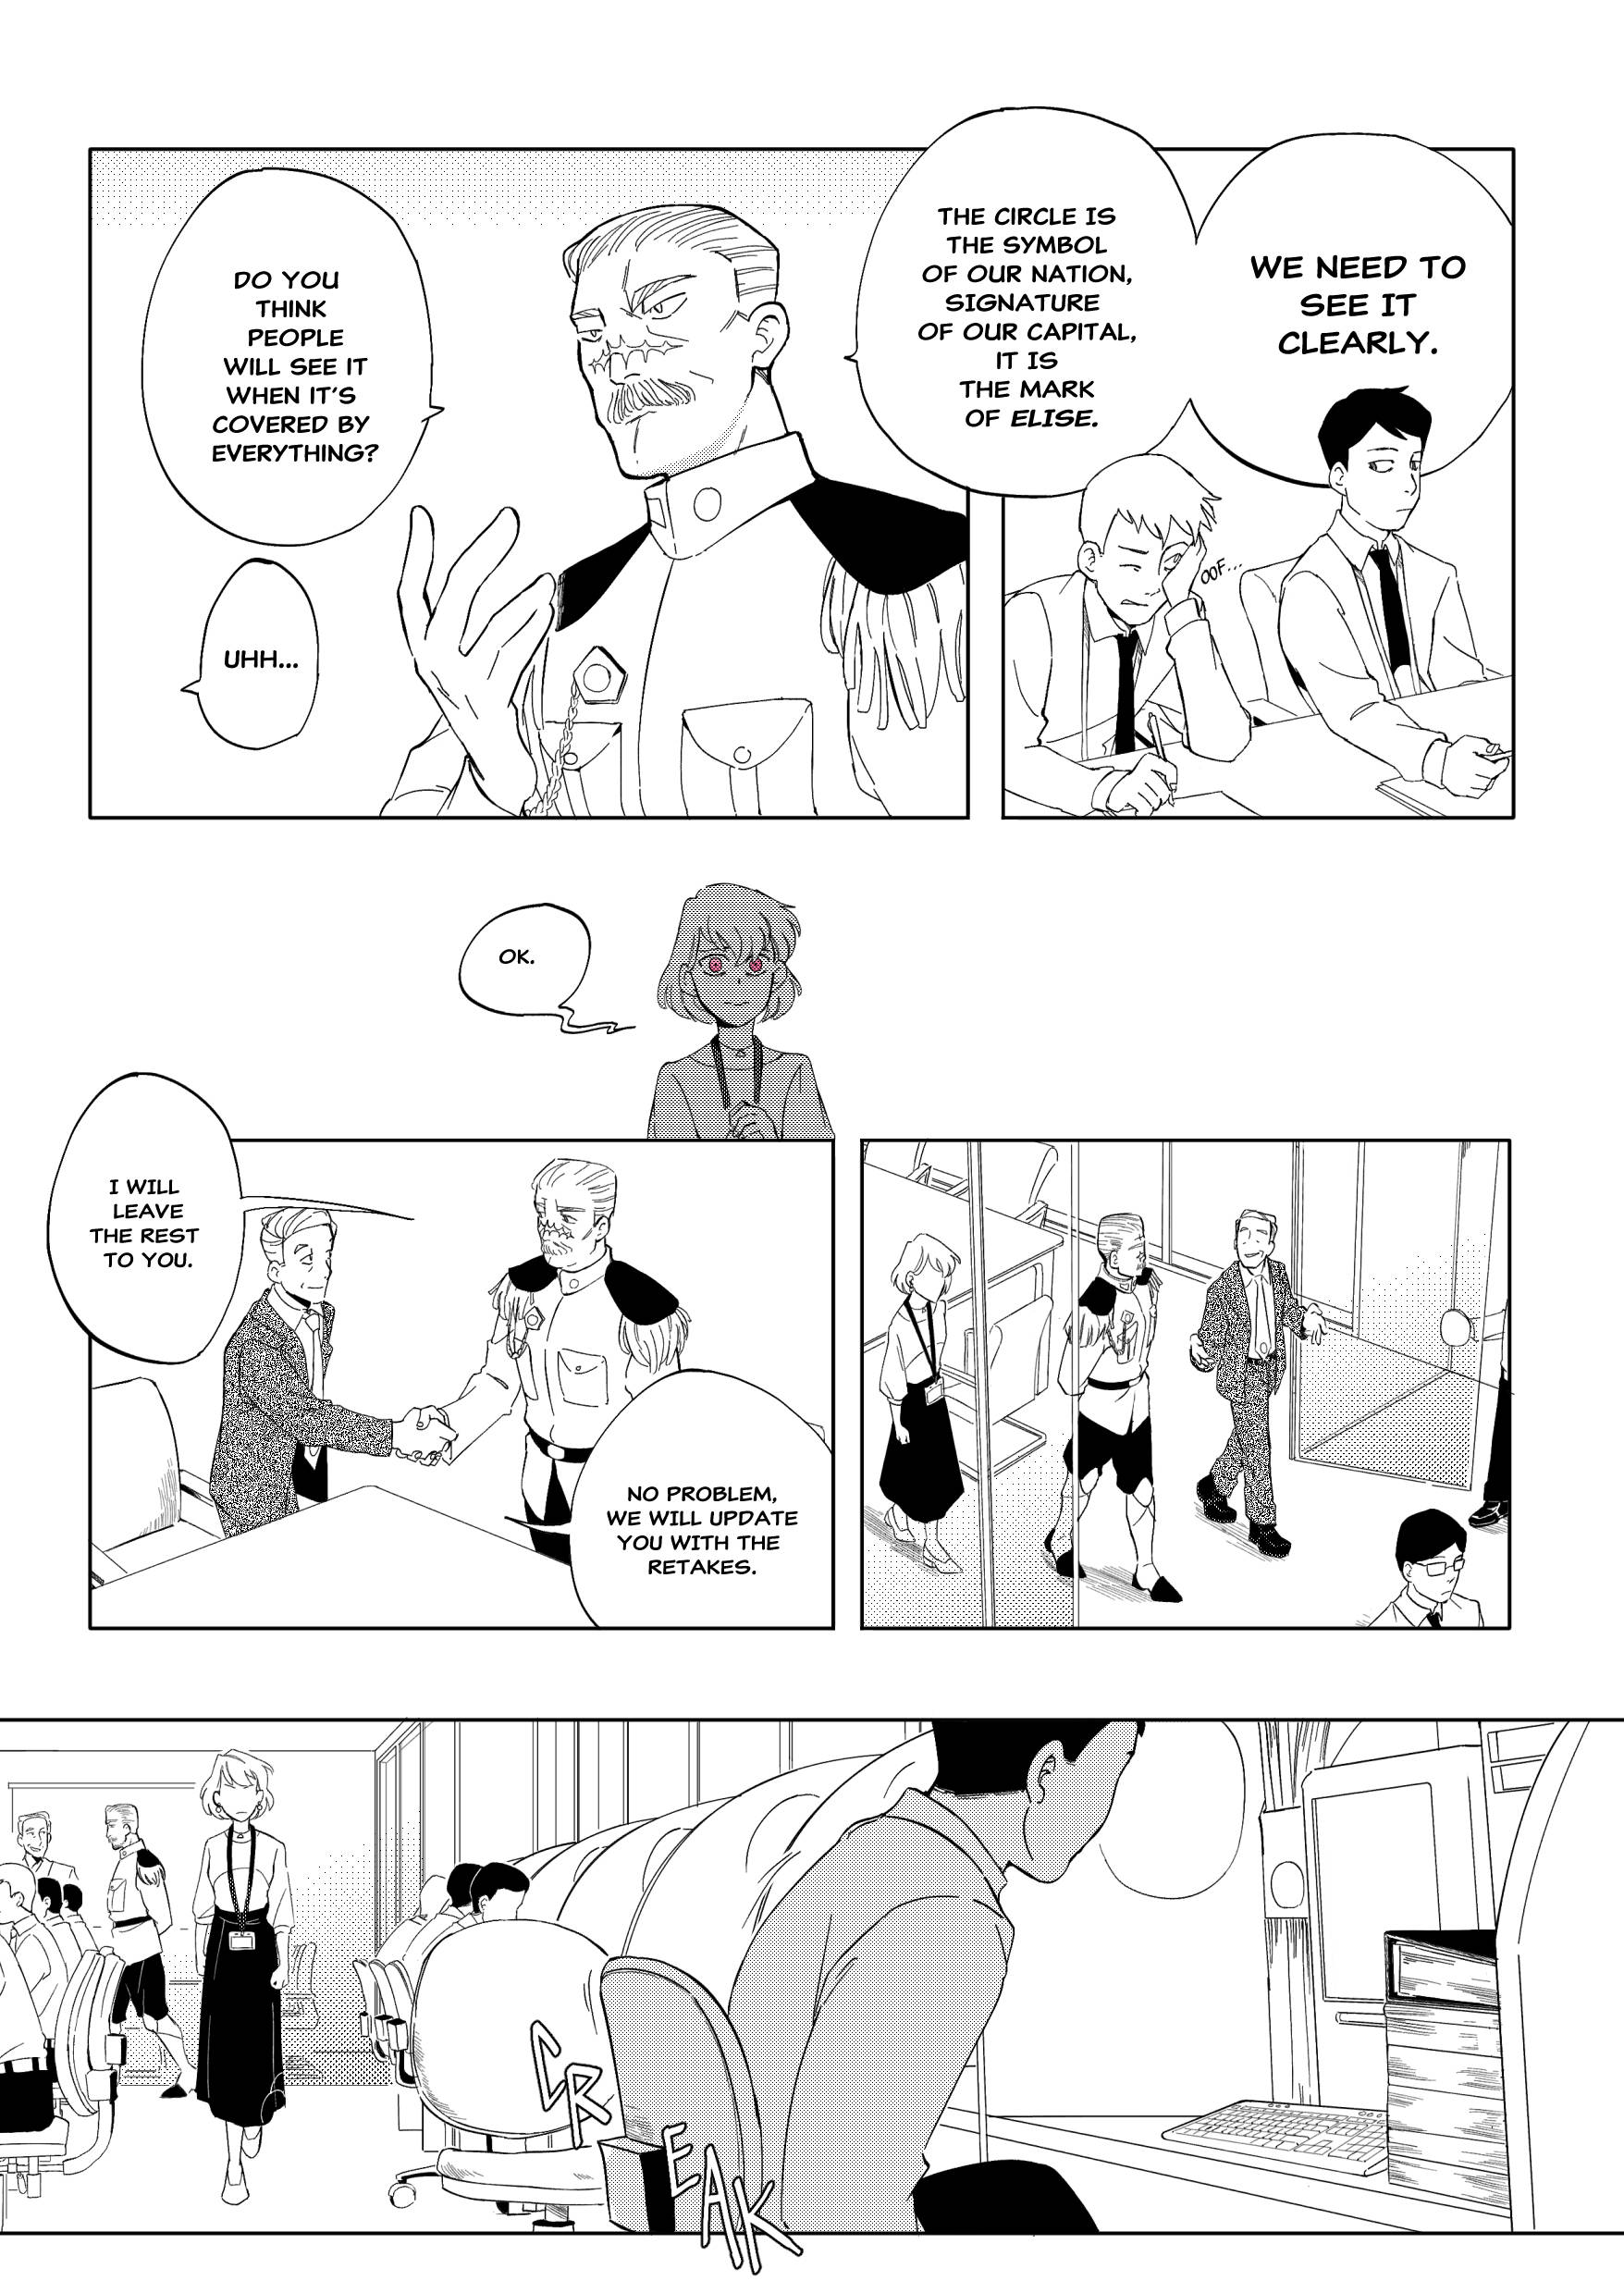 DO YOU
THINK
PEOPLE
WILL SEE IT
WHEN IT'S
COVERED BY
EVERYTHING?
UHH...
THE CIRCLE IS
THE SYMBOL
OF OUR NATION,
SIGNATURE
OF OUR CAPITAL,
IT IS
THE MARK
OF ELISE.
WE NEED TO
SEE IT
CLEARLY.
OOF...
OK.
I WILL
LEAVE
THE REST
TO YOU.
NO PROBLEM,
WE WILL UPDATE
YOU WITH THE
RETAKES.
CREAK